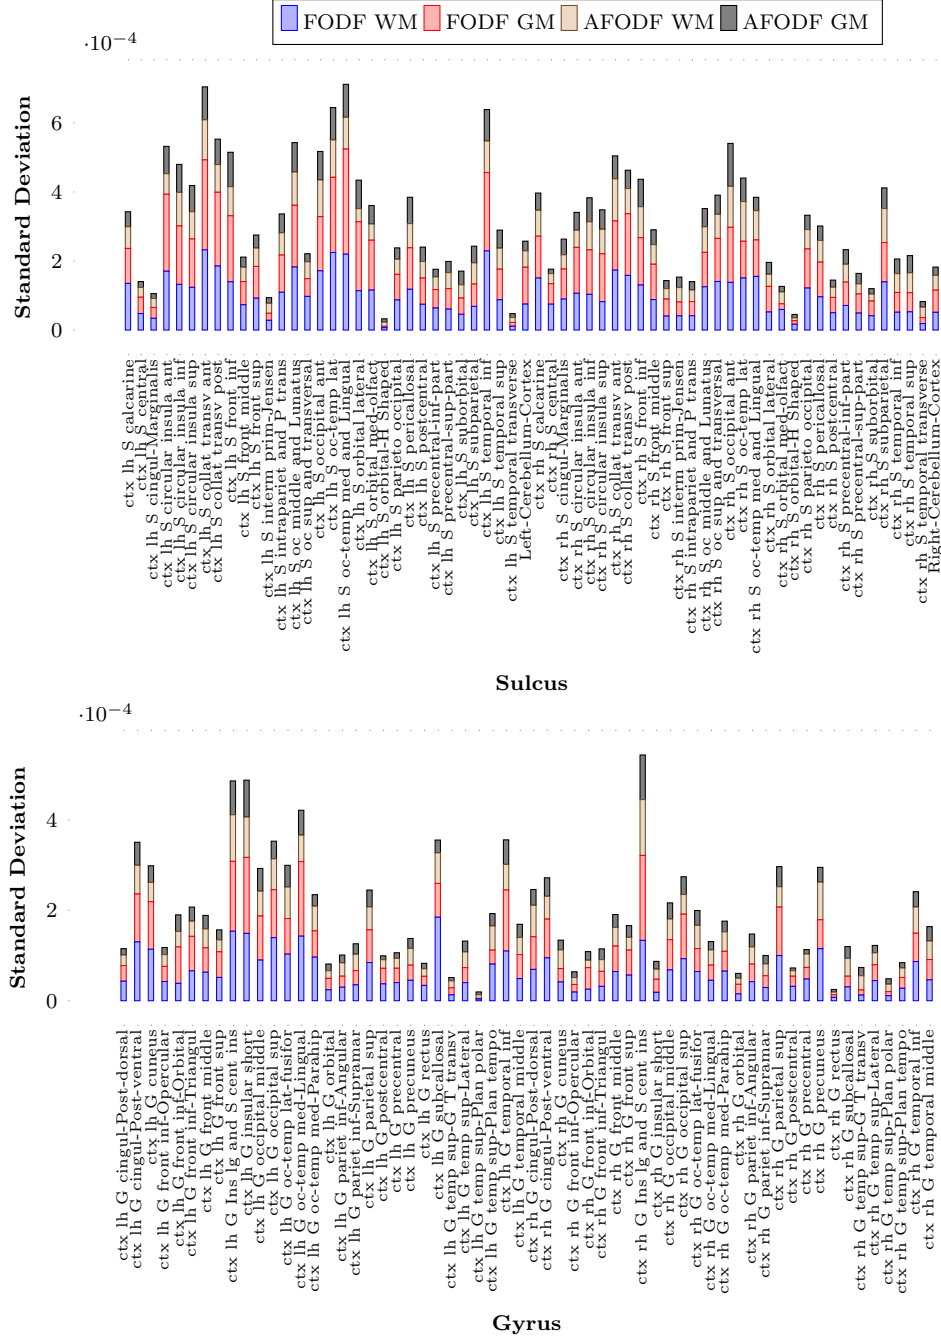 FODF WM FODF GM AFODF WM AFODF GM
·10⁻⁴
Standard Deviation
6
4
2
0
ctx lh S calcarine
ctx lh S central
ctx lh S cingul-Marginalis
ctx lh S circular insula ant
ctx lh S circular insula inf
ctx lh S circular insula sup
ctx lh S collat transv ant
ctx lh S collat transv post
ctx lh S front inf
ctx lh S front middle
ctx lh S front sup
ctx lh S interm prim-Jensen
ctx lh S intrapariet and P trans
ctx lh S oc middle and Lunatus
ctx lh S oc sup and transversal
ctx lh S occipital ant
ctx lh S oc-temp lat
ctx lh S oc-temp med and Lingual
ctx lh S orbital lateral
ctx lh S orbital med-olfact
ctx lh S orbital-H Shaped
ctx lh S parieto occipital
ctx lh S pericallosal
ctx lh S postcentral
ctx lh S precentral-inf-part
ctx lh S precentral-sup-part
ctx lh S suborbital
ctx lh S subparietal
ctx lh S temporal inf
ctx lh S temporal sup
ctx lh S temporal transverse
Left-Cerebellum-Cortex
ctx rh S calcarine
ctx rh S central
ctx rh S cingul-Marginalis
ctx rh S circular insula ant
ctx rh S circular insula inf
ctx rh S circular insula sup
ctx rh S collat transv ant
ctx rh S collat transv post
ctx rh S front inf
ctx rh S front middle
ctx rh S front sup
ctx rh S interm prim-Jensen
ctx rh S intrapariet and P trans
ctx rh S oc middle and Lunatus
ctx rh S oc sup and transversal
ctx rh S occipital ant
ctx rh S oc-temp lat
ctx rh S oc-temp med and Lingual
ctx rh S orbital lateral
ctx rh S orbital med-olfact
ctx rh S orbital-H Shaped
ctx rh S parieto occipital
ctx rh S pericallosal
ctx rh S postcentral
ctx rh S precentral-inf-part
ctx rh S precentral-sup-part
ctx rh S suborbital
ctx rh S subparietal
ctx rh S temporal inf
ctx rh S temporal sup
ctx rh S temporal transverse
Right-Cerebellum-Cortex
Sulcus
·10⁻⁴
Standard Deviation
4
2
0
ctx lh G cingul-Post-dorsal
ctx lh G cingul-Post-ventral
ctx lh G cuneus
ctx lh G front inf-Opercular
ctx lh G front inf-Orbital
ctx lh G front inf-Triangul
ctx lh G front middle
ctx lh G front sup
ctx lh G Ins lg and S cent ins
ctx lh G insular short
ctx lh G occipital middle
ctx lh G occipital sup
ctx lh G oc-temp lat-fusifor
ctx lh G oc-temp med-Lingual
ctx lh G oc-temp med-Parahip
ctx lh G orbital
ctx lh G pariet inf-Angular
ctx lh G pariet inf-Supramar
ctx lh G parietal sup
ctx lh G postcentral
ctx lh G precentral
ctx lh G precuneus
ctx lh G rectus
ctx lh G subcallosal
ctx lh G temp sup-G T transv
ctx lh G temp sup-Lateral
ctx lh G temp sup-Plan polar
ctx lh G temp sup-Plan tempo
ctx lh G temporal inf
ctx lh G temporal middle
ctx rh G cingul-Post-dorsal
ctx rh G cingul-Post-ventral
ctx rh G cuneus
ctx rh G front inf-Opercular
ctx rh G front inf-Orbital
ctx rh G front inf-Triangul
ctx rh G front middle
ctx rh G front sup
ctx rh G Ins lg and S cent ins
ctx rh G insular short
ctx rh G occipital middle
ctx rh G occipital sup
ctx rh G oc-temp lat-fusifor
ctx rh G oc-temp med-Lingual
ctx rh G oc-temp med-Parahip
ctx rh G orbital
ctx rh G pariet inf-Angular
ctx rh G pariet inf-Supramar
ctx rh G parietal sup
ctx rh G postcentral
ctx rh G precentral
ctx rh G precuneus
ctx rh G rectus
ctx rh G subcallosal
ctx rh G temp sup-G T transv
ctx rh G temp sup-Lateral
ctx rh G temp sup-Plan polar
ctx rh G temp sup-Plan tempo
ctx rh G temporal inf
ctx rh G temporal middle
Gyrus